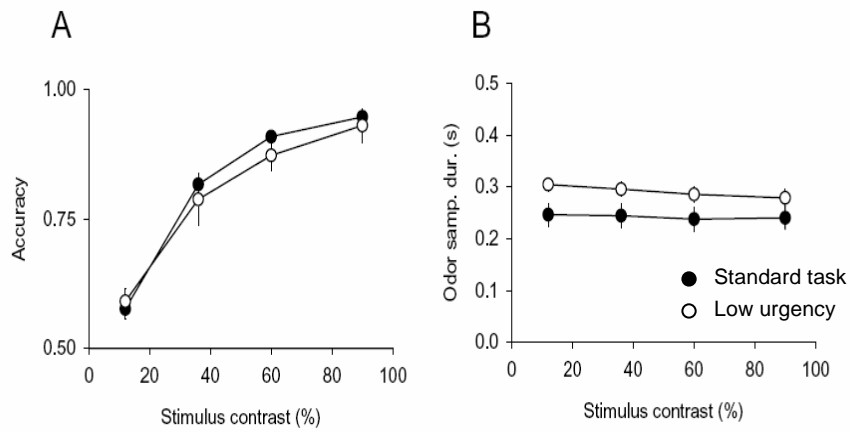 A
Accuracy
1.00
0.75
0.50
0
20
40
60
80
100
Stimulus contrast (%)
B
Odor samp. dur. (s)
0.5
0.4
0.3
0.2
0.1
0.0
0
20
40
60
80
100
Stimulus contrast (%)
Standard task
Low urgency